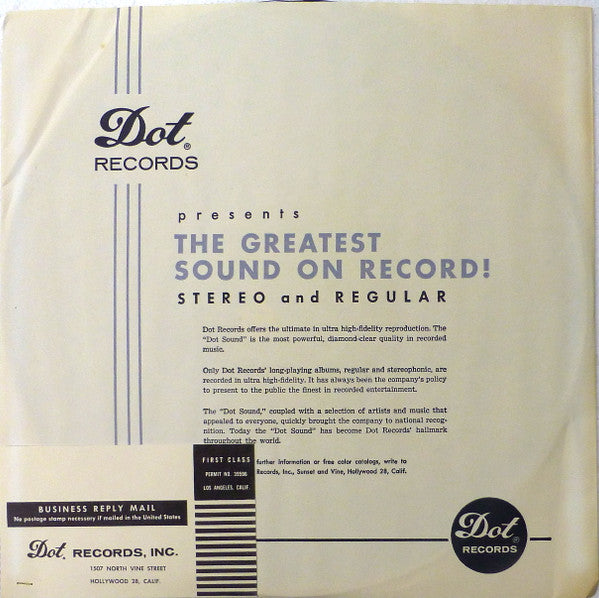 Dot®
RECORDS
presents
THE GREATEST
SOUND ON RECORD!
STEREO and REGULAR
Dot Records offers the ultimate in ultra high-fidelity reproduction. The
"Dot Sound" is the most powerful, diamond-clear quality in recorded
music.
Only Dot Records' long-playing albums, regular and stereophonic, are
recorded in ultra high-fidelity. It has always been the company's policy
to present to the public the finest in recorded entertainment.
The "Dot Sound," coupled with a selection of artists and music that
appealed to everyone, quickly brought the company to national recog-
nition. Today the "Dot Sound" has become Dot Records' hallmark
throughout the world.
further information or free color catalogs, write to
Records, Inc., Sunset and Vine, Hollywood 28, Calif.
FIRST CLASS
PERMIT NO. 35596
LOS ANGELES, CALIF.
BUSINESS REPLY MAIL
No postage stamp necessary if mailed in the United States
Dot. RECORDS, INC.
1507 NORTH VINE STREET
HOLLYWOOD 28, CALIF.
Dot
RECORDS